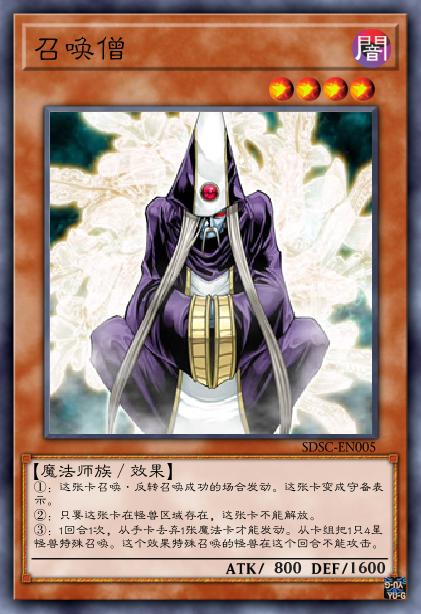 召唤僧
闇
SDSC-EN005
【魔法师族／效果】
①：这张卡召唤·反转召唤成功的场合发动。这张卡变成守备表
示。
②：只要这张卡在怪兽区域存在，这张卡不能解放。
③：1回合1次，从手卡丢弃1张魔法卡才能发动。从卡组把1只4星
怪兽特殊召唤。这个效果特殊召唤的怪兽在这个回合不能攻击。
ATK/ 800 DEF/1600